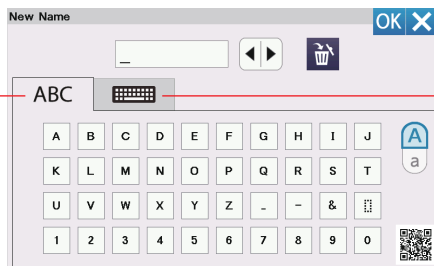 New Name
OK
_
ABC
A B C D E F G H I J
A
K L M N O P Q R S T
a
U V W X Y Z _ - &
1 2 3 4 5 6 7 8 9 0